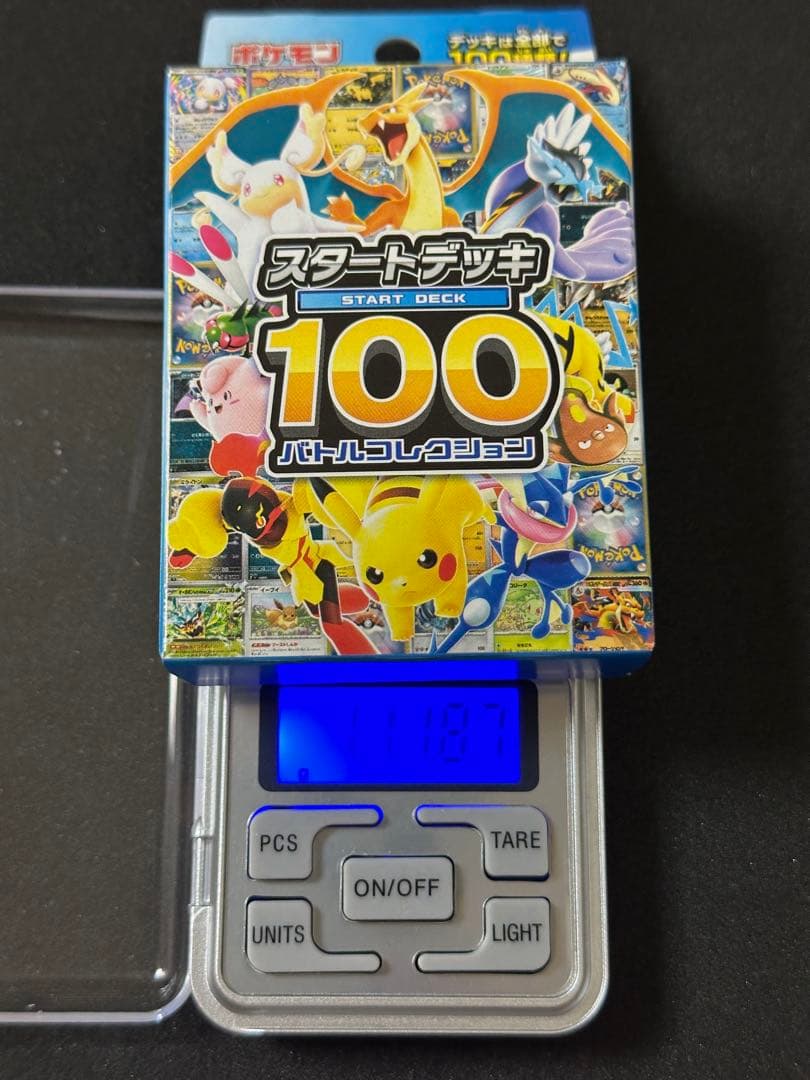 ポケモン
デッキは全部で
100種類!
スタートデッキ
START DECK
100
バトルコレクション
11187
PCS
TARE
ON/OFF
UNITS
LIGHT